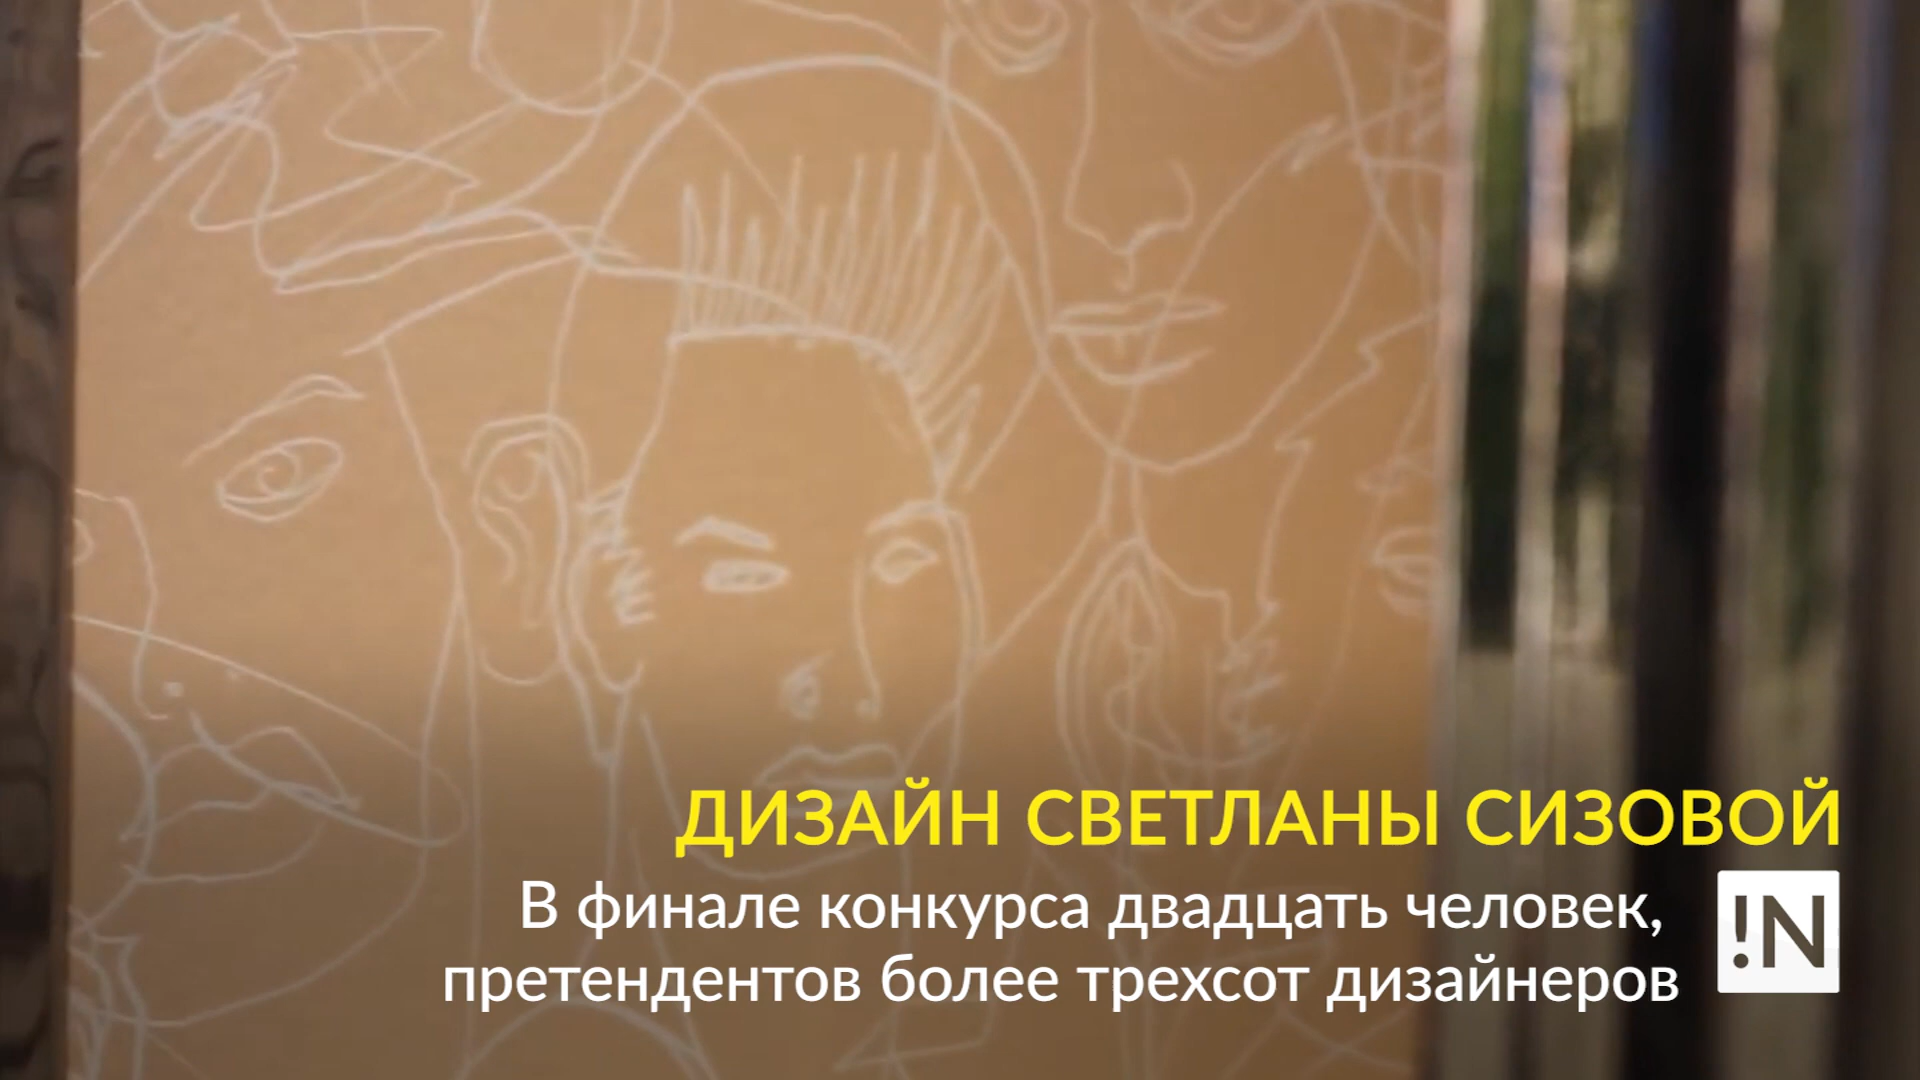 ДИЗАЙН СВЕТЛАНЫ СИЗОВОЙ
В финале конкурса двадцать человек,
претендентов более трехсот дизайнеров
!N